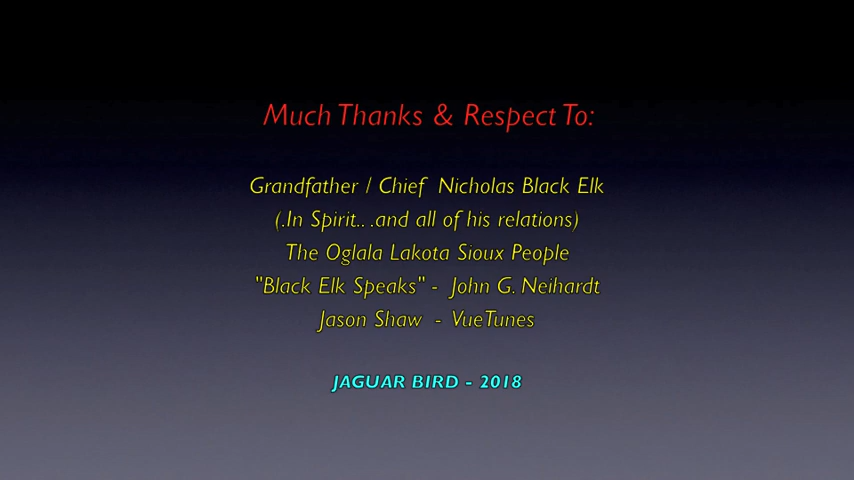 Much Thanks & Respect To:
Grandfather / Chief  Nicholas Black Elk
(.In Spirit.. .and all of his relations)
The Oglala Lakota Sioux People
"Black Elk Speaks" -  John G. Neihardt
Jason Shaw  -  VueTunes
JAGUAR BIRD - 2018